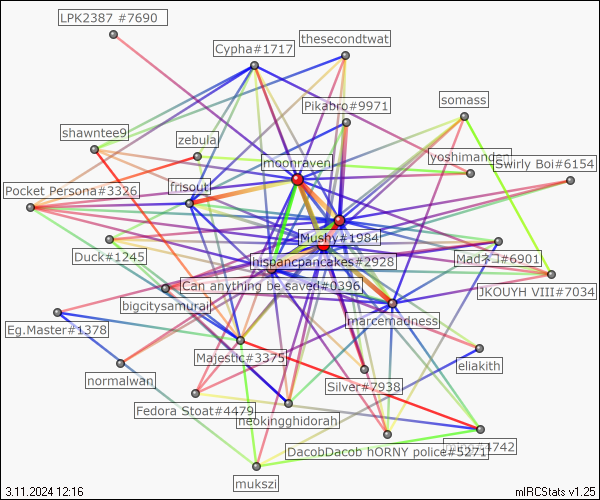 LPK2387 #7690
thesecondtwat
Cypha#1717
somass
Pikabro#9971
shawntee9
zebula
moonraven
Swirly Boi#6154
Pocket Persona#3326
frisout
Mushy#1984
Duck#1245
hispancpancakes#2928
Madネコ#6901
Can anything be saved#0396
JKOUYH VIII#7034
bigcitysamurai
marcemadness
Eg.Master#1378
Majestic#3375
eliakith
normalwan
Silver#7938
Fedora Stoat#4479
neokingghidorah
DacobDacob hORNY police#5271
mukszi
3.11.2024 12:16
mIRCStats v1.25